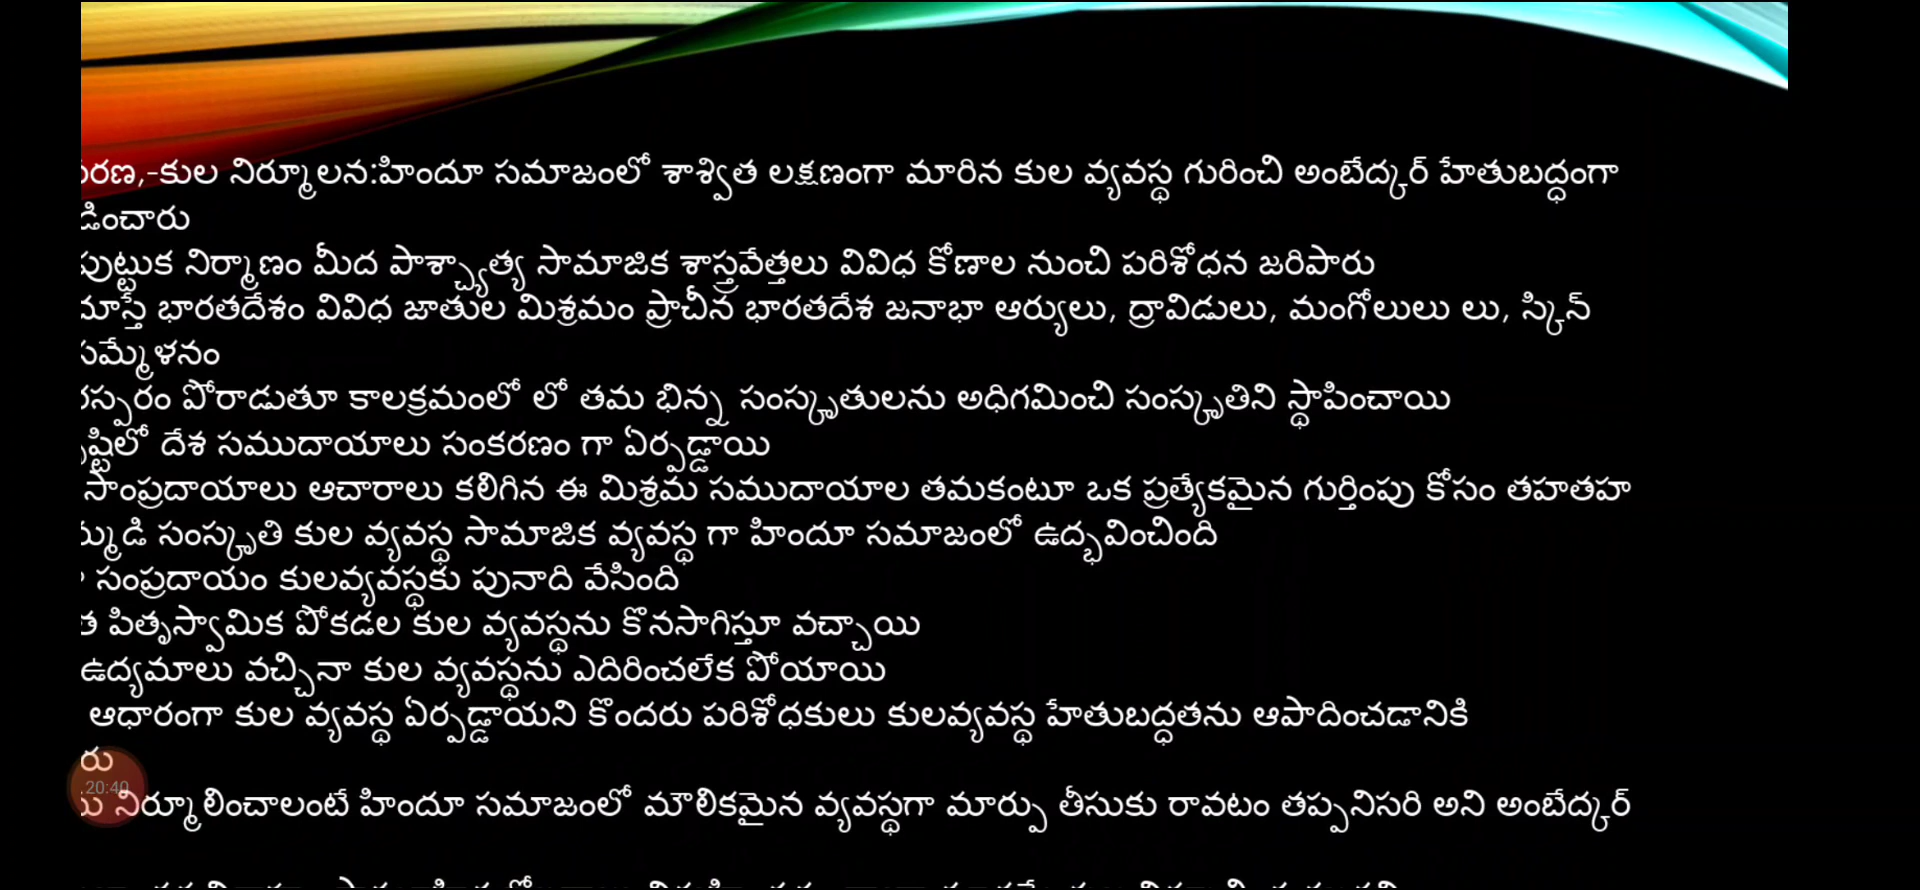 కుల నిర్మూలన:హిందూ సమాజంలో శాశ్వత లక్షణంగా మారిన కుల వ్యవస్థ గురించి అంబేద్కర్ హేతుబద్ధంగా
డించారు
పుట్టుక నిర్మాణం మీద పాశ్చ్యాత్య సామాజిక శాస్త్రవేత్తలు వివిధ కోణాల నుంచి పరిశోధన జరిపారు
భారతదేశం వివిధ జాతుల మిశ్రమం ప్రాచీన భారతదేశ జనాభా ఆర్యులు, ద్రావిడులు, మంగోలులు లు, స్కిన్
సమ్మేళనం
పోరాడుతూ కాలక్రమంలో లో తమ భిన్న సంస్కృతులను అధిగమించి సంస్కృతిని స్థాపించాయి
దేశ సముదాయాలు సంకరణం గా ఏర్పడ్డాయి
సాంప్రదాయాలు ఆచారాలు కలిగిన ఈ మిశ్రమ సముదాయాల తమకంటూ ఒక ప్రత్యేకమైన గుర్తింపు కోసం తహతహ
సంస్కృతి కుల వ్యవస్థ సామాజిక వ్యవస్థ గా హిందూ సమాజంలో ఉద్భవించింది
సంప్రదాయం కులవ్యవస్థకు పునాది వేసింది
పితృస్వామిక పోకడల కుల వ్యవస్థను కొనసాగిస్తూ వచ్చాయి
ఉద్యమాలు వచ్చినా కుల వ్యవస్థను ఎదిరించలేక పోయాయి
ఆధారంగా కుల వ్యవస్థ ఏర్పడ్డాయని కొందరు పరిశోధకులు కులవ్యవస్థ హేతుబద్ధతను ఆపాదించడానికి
రు
20:40
నిర్మూలించాలంటే హిందూ సమాజంలో మౌలికమైన వ్యవస్థగా మార్పు తీసుకు రావటం తప్పనిసరి అని అంబేద్కర్